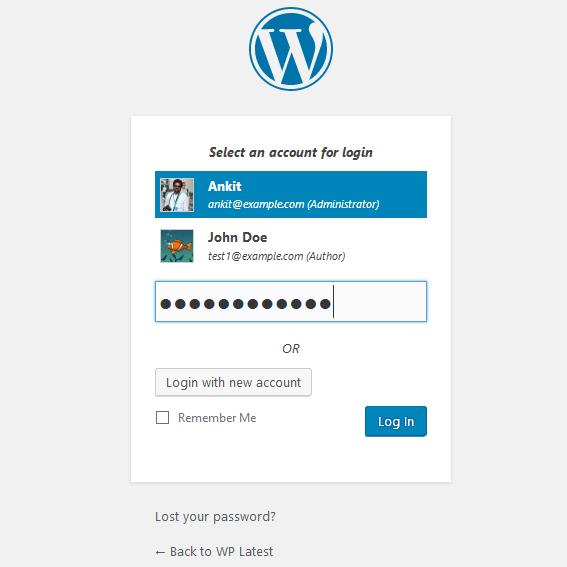 Select an account for login
Ankit
ankit@example.com (Administrator)
John Doe
test1@example.com (Author)
●●●●●●●●●●●●
OR
Login with new account
Remember Me
Log In
Lost your password?
← Back to WP Latest